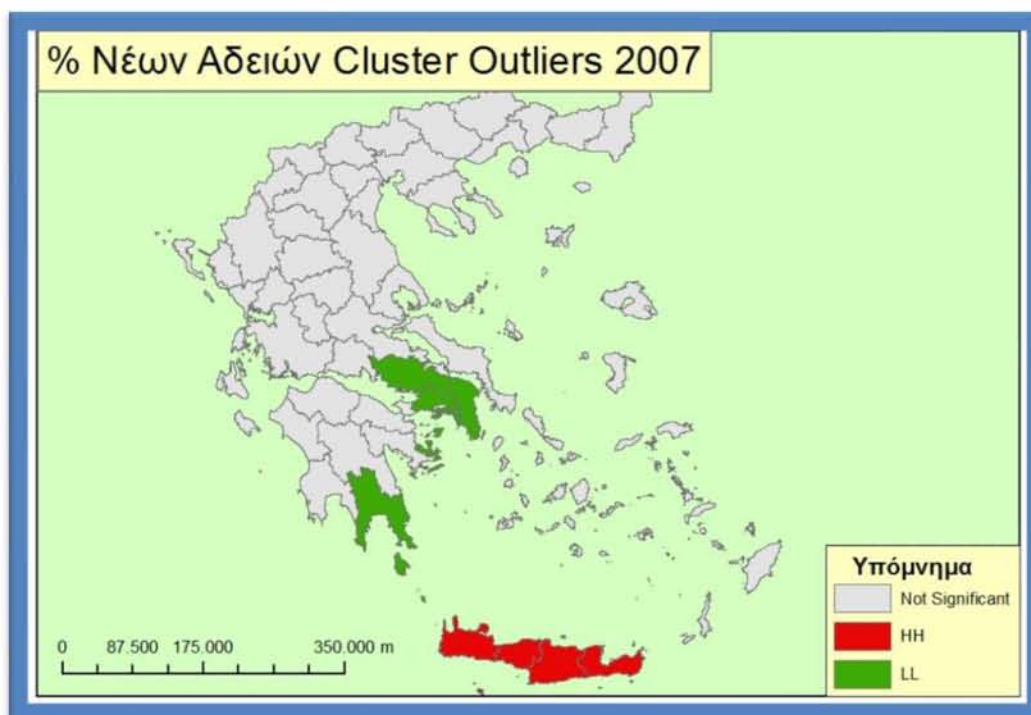 % Νέων Αδειών Cluster Outliers 2007
Υπόμνημα
Not Significant
HH
LL
0 87.500 175.000 350.000 m